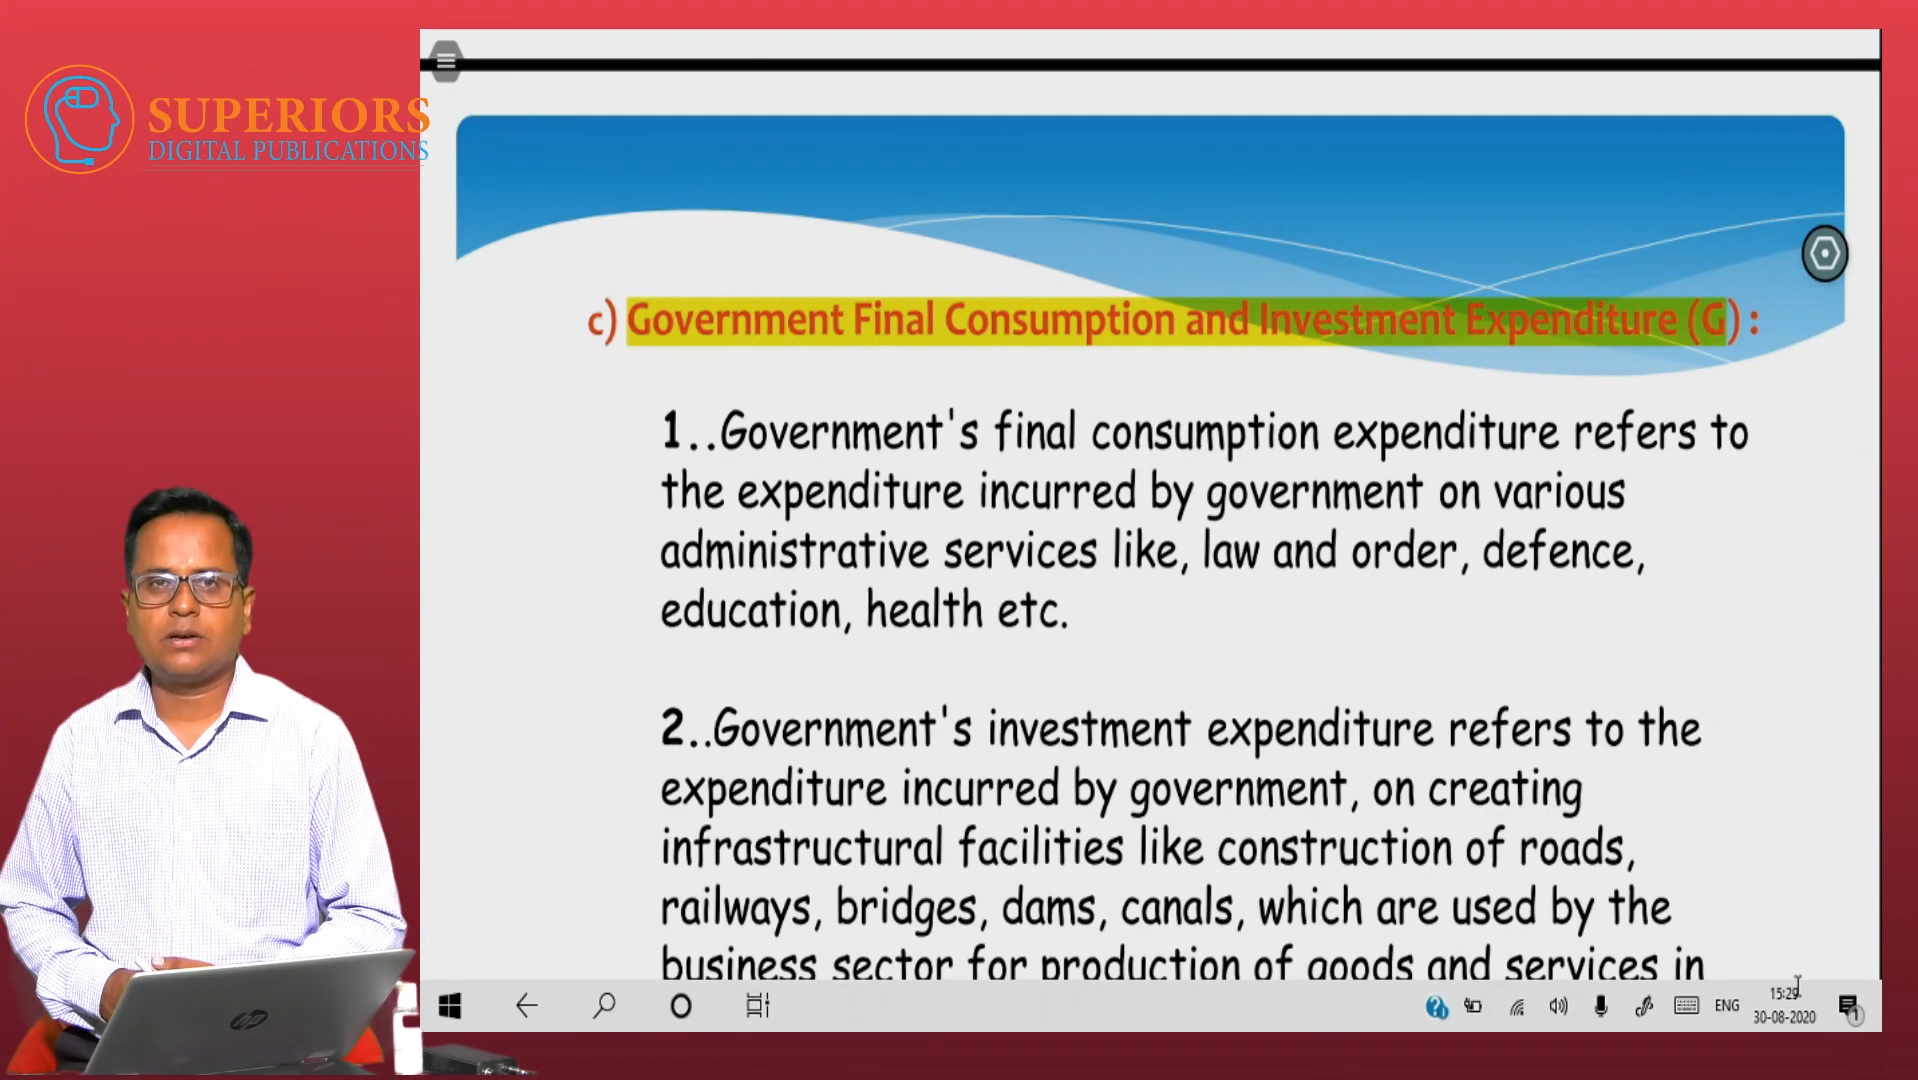 SUPERIORS
DIGITAL PUBLICATIONS
c) Government Final Consumption and Investment Expenditure (G) :
1..Government's final consumption expenditure refers to
the expenditure incurred by government on various
administrative services like, law and order, defence,
education, health etc.
2..Government's investment expenditure refers to the
expenditure incurred by government, on creating
infrastructural facilities like construction of roads,
railways, bridges, dams, canals, which are used by the
business sector for production of goods and services in
ENG
15:29
30-08-2020
1
hp